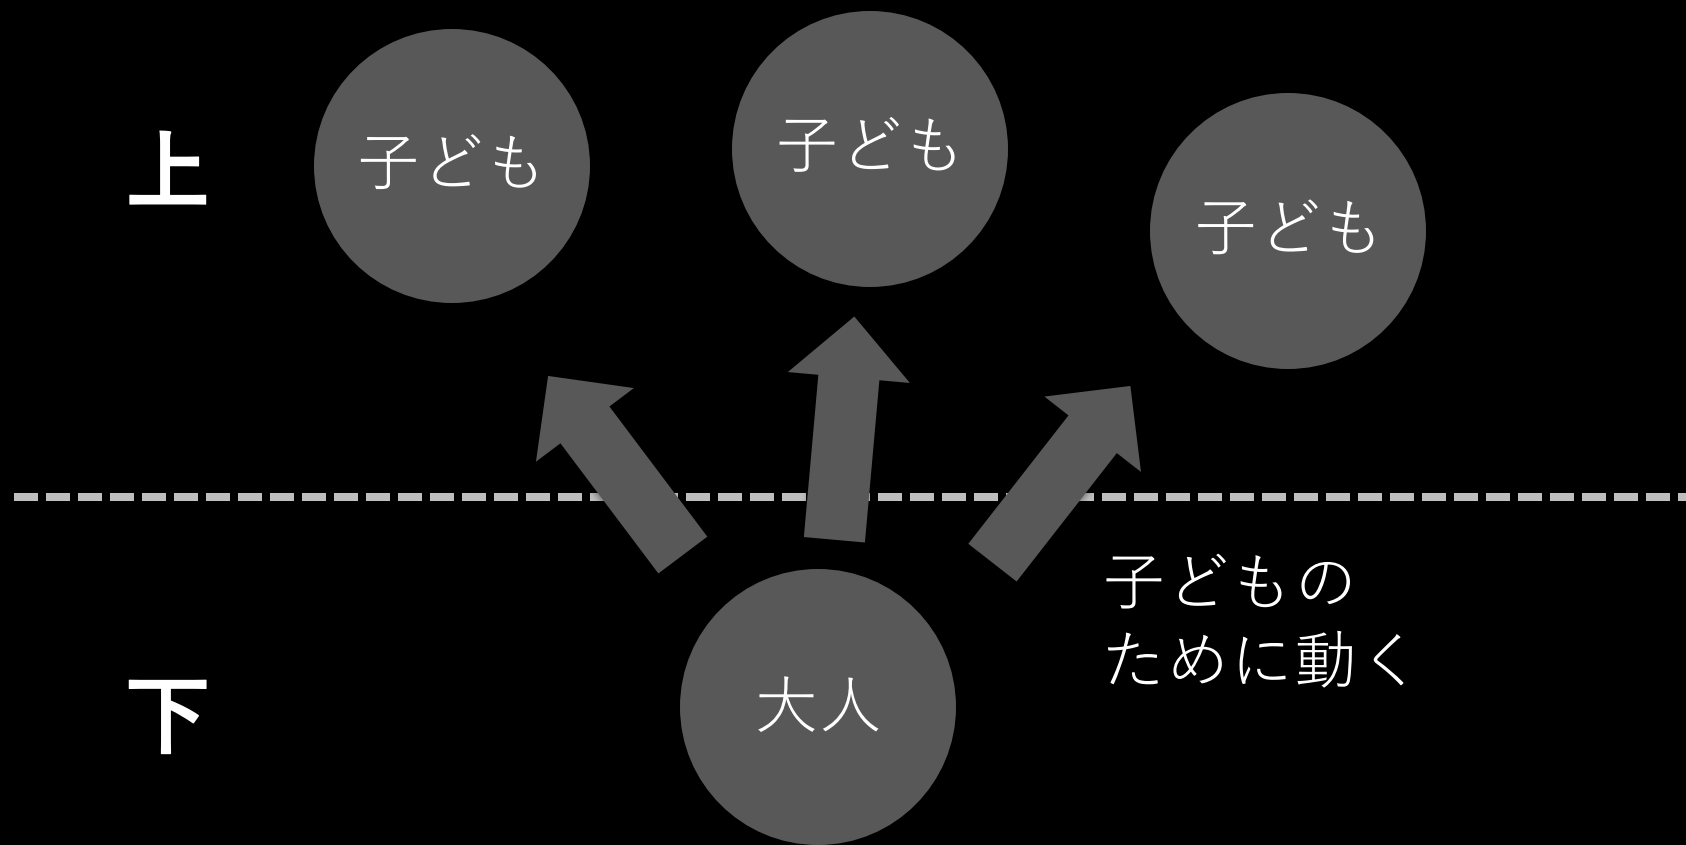 上
子ども
子ども
子ども
子どもの
ために動く
下
大人